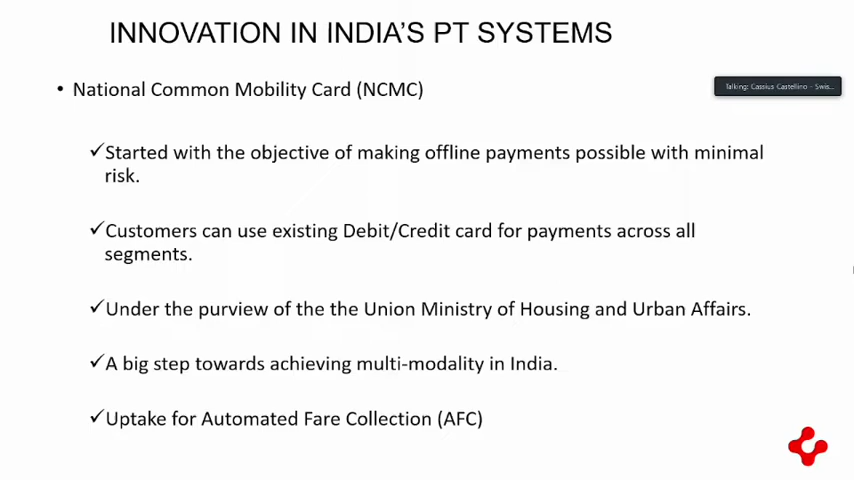 INNOVATION IN INDIA'S PT SYSTEMS
• National Common Mobility Card (NCMC)
Talking: Cassius Castellino - Swis...
✓Started with the objective of making offline payments possible with minimal
risk.
✓Customers can use existing Debit/Credit card for payments across all
segments.
✓Under the purview of the the Union Ministry of Housing and Urban Affairs.
✓A big step towards achieving multi-modality in India.
✓Uptake for Automated Fare Collection (AFC)